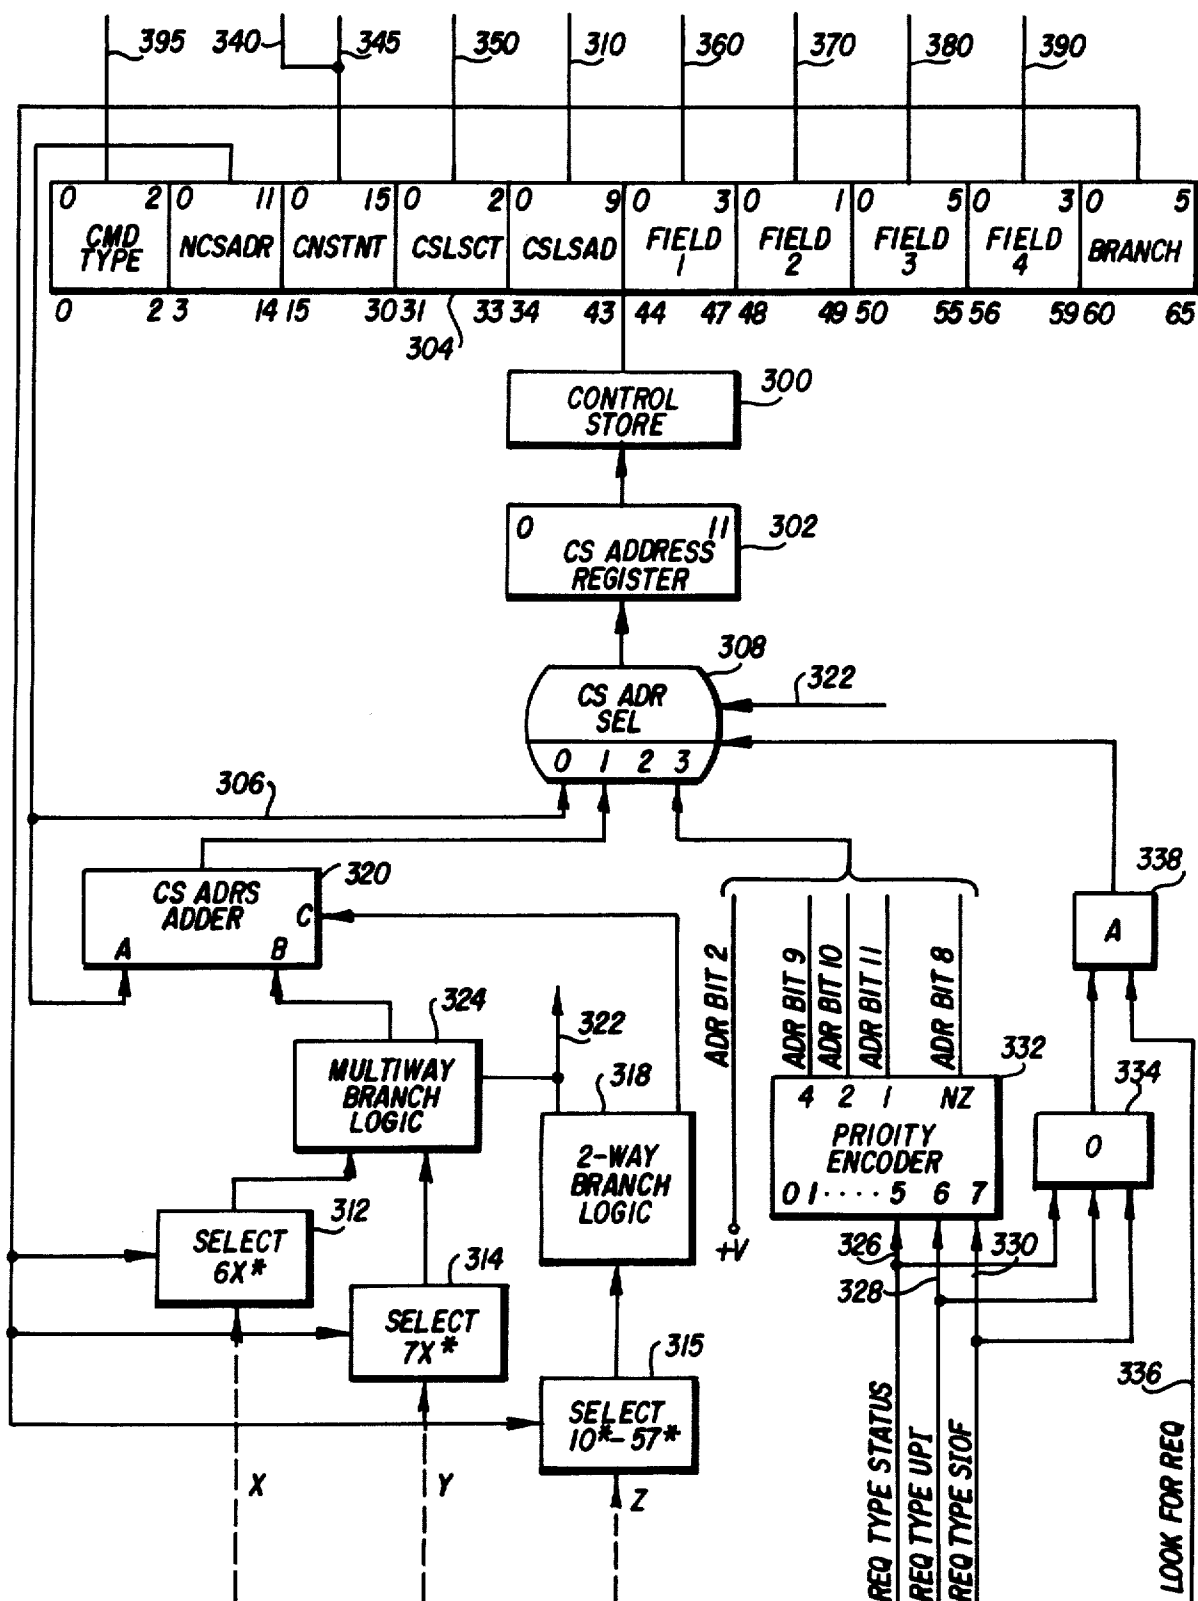 395 340 345 350 310 360 370 380 390
0 2 0 11 0 15 0 2 0 9 0 3 0 1 0 5 0 3 0 5
CMD TYPE NCSADR CNSTNT CSLSCT CSLSAD FIELD 1 FIELD 2 FIELD 3 FIELD 4 BRANCH
0 2 3 14 15 30 31 33 34 43 44 47 48 49 50 55 56 59 60 65
304
300
CONTROL
STORE
0 11
302
CS ADDRESS
REGISTER
308
CS ADR
SEL
322
0 1 2 3
306
320
CS ADRS
ADDER
C
A B
338
A
ADR BIT 2
ADR BIT 9
ADR BIT 10
ADR BIT 11
ADR BIT 8
324
322
MULTIWAY
BRANCH
LOGIC
318
2-WAY
BRANCH
LOGIC
332
4 2 1 NZ
PRIOITY
ENCODER
0 1 .... 5 6 7
334
O
312
SELECT
6X*
314
SELECT
7X*
315
SELECT
10*-57*
+V
326
328
330
336
X
Y
Z
REQ TYPE STATUS
REQ TYPE UPI
REQ TYPE SIOF
LOOK FOR REQ